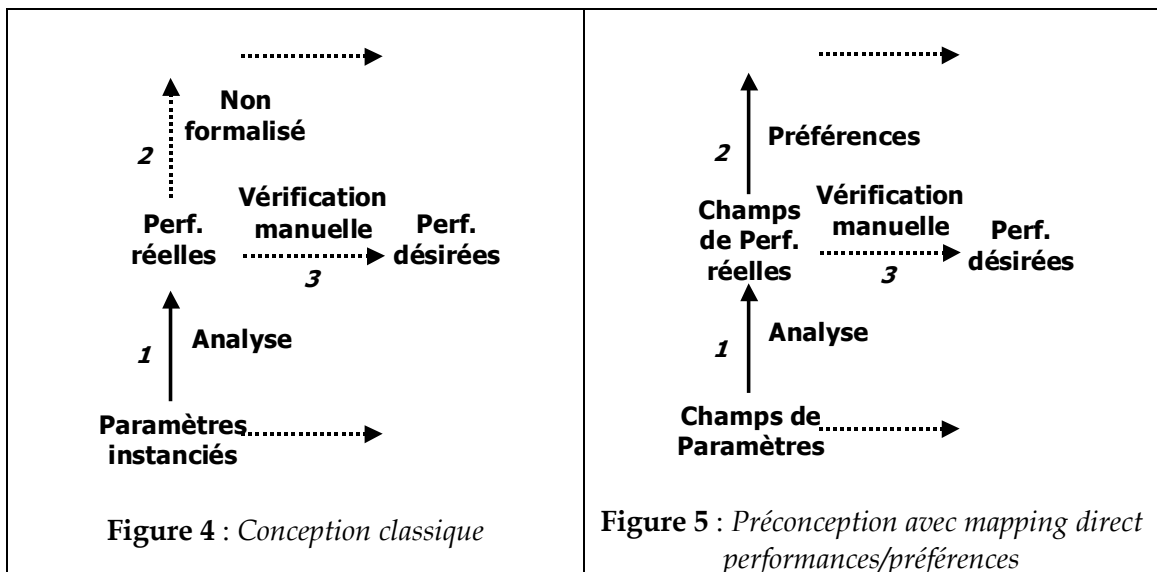 Non
formalisé
2
Vérification
manuelle
Perf.
réelles
Perf.
désirées
3
Analyse
1
Paramètres
instanciés
Figure 4 : Conception classique
Préférences
2
Champs
de Perf.
réelles
Vérification
manuelle
Perf.
désirées
3
Analyse
1
Champs de
Paramètres
Figure 5 : Préconception avec mapping direct
performances/préférences